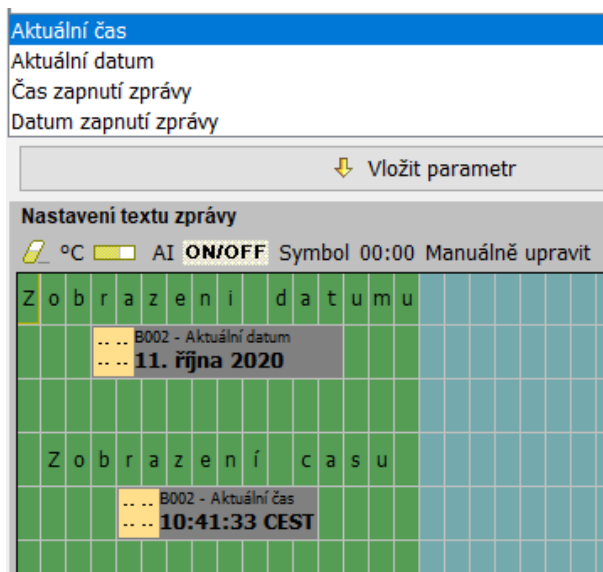 Aktuální čas
Aktuální datum
Čas zapnutí zprávy
Datum zapnutí zprávy
Vložit parametr
Nastavení textu zprávy
°C AI ON/OFF Symbol 00:00 Manuálně upravit
Zobrazeni datumu
B002 - Aktuální datum
11. října 2020
Zobrazení casu
B002 - Aktuální čas
10:41:33 CEST